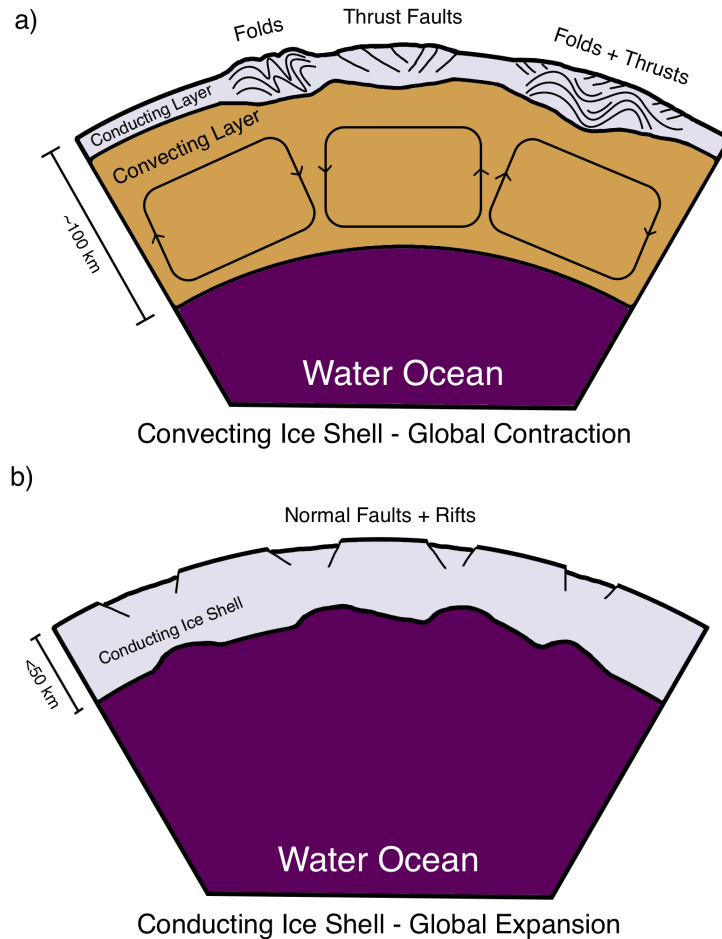 a)
Folds
Thrust Faults
Folds + Thrusts
Conducting Layer
Convecting Layer
~100 km
Water Ocean
Convecting Ice Shell - Global Contraction
b)
Normal Faults + Rifts
Conducting Ice Shell
<50 km
Water Ocean
Conducting Ice Shell - Global Expansion